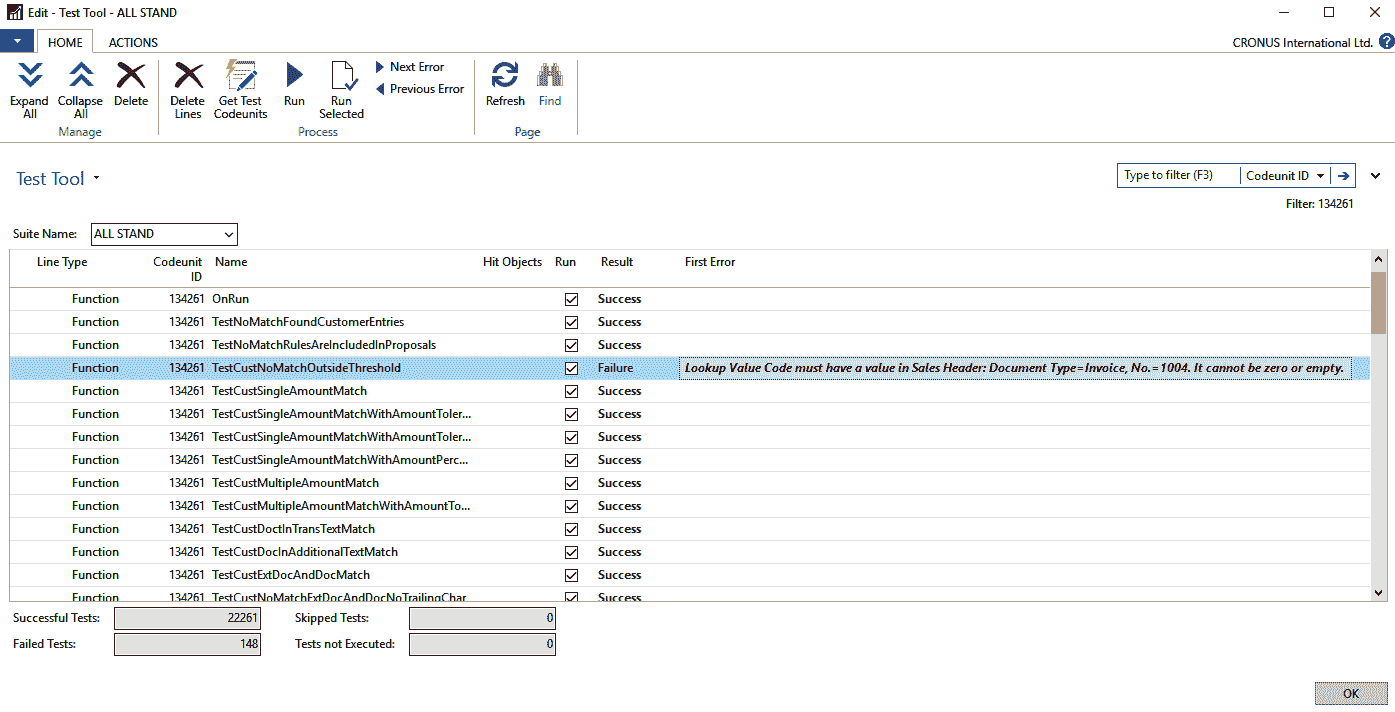 Edit - Test Tool - ALL STAND
HOME ACTIONS CRONUS International Ltd. ?
Expand All
Collapse All
Delete
Manage
Delete Lines
Get Test Codeunits
Run
Run Selected
Next Error
Previous Error
Process
Refresh
Find
Page
Test Tool
Type to filter (F3) Codeunit ID
Filter: 134261
Suite Name: ALL STAND
Line Type Codeunit ID Name Hit Objects Run Result First Error
Function 134261 OnRun Success
Function 134261 TestNoMatchFoundCustomerEntries Success
Function 134261 TestNoMatchRulesAreIncludedInProposals Success
Function 134261 TestCustNoMatchOutsideThreshold Failure Lookup Value Code must have a value in Sales Header: Document Type=Invoice, No.=1004. It cannot be zero or empty.
Function 134261 TestCustSingleAmountMatch Success
Function 134261 TestCustSingleAmountMatchWithAmountToler... Success
Function 134261 TestCustSingleAmountMatchWithAmountToler... Success
Function 134261 TestCustSingleAmountMatchWithAmountPerc... Success
Function 134261 TestCustMultipleAmountMatch Success
Function 134261 TestCustMultipleAmountMatchWithAmountTo... Success
Function 134261 TestCustDoctInTransTextMatch Success
Function 134261 TestCustDocInAdditionalTextMatch Success
Function 134261 TestCustExtDocAndDocMatch Success
Function 134261 TestCustNoMatchExtDocAndDocNoTrailingChar Success
Successful Tests: 22261 Skipped Tests: 0
Failed Tests: 148 Tests not Executed: 0
OK